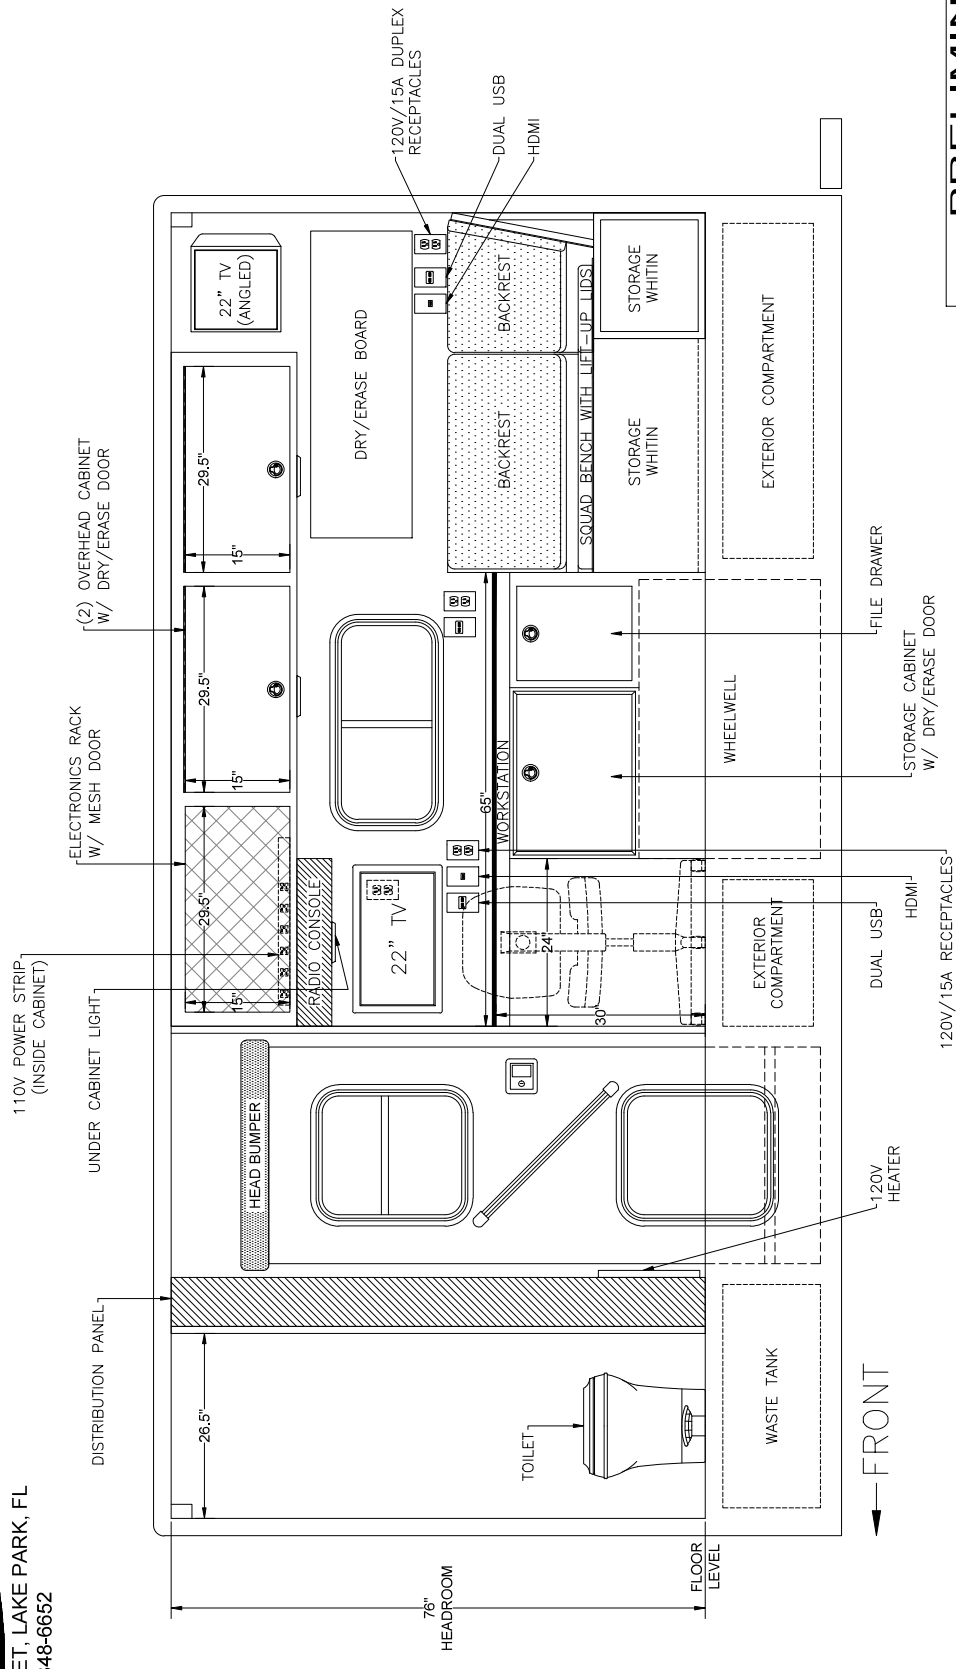 ET, LAKE PARK, FL
348-6652
110V POWER STRIP
(INSIDE CABINET)
ELECTRONICS RACK
W/ MESH DOOR
(2) OVERHEAD CABINET
W/ DRY/ERASE DOOR
UNDER CABINET LIGHT
DISTRIBUTION PANEL
120V/15A DUPLEX
RECEPTACLES
DUAL USB
HDMI
76"
HEADROOM
FLOOR
LEVEL
26.5"
TOILET
WASTE TANK
HEAD BUMPER
29.5"
15"
29.5"
15"
29.5"
15"
RADIO CONSOLE
22" TV
22" TV
(ANGLED)
DRY/ERASE BOARD
BACKREST
BACKREST
SQUAD BENCH WITH LIFT-UP LIDS
STORAGE
WHITIN
STORAGE
WHITIN
WORKSTATION
65"
24"
30"
EXTERIOR
COMPARTMENT
WHEELWELL
EXTERIOR COMPARTMENT
FRONT
120V
HEATER
DUAL USB
HDMI
120V/15A RECEPTACLES
STORAGE CABINET
W/ DRY/ERASE DOOR
FILE DRAWER